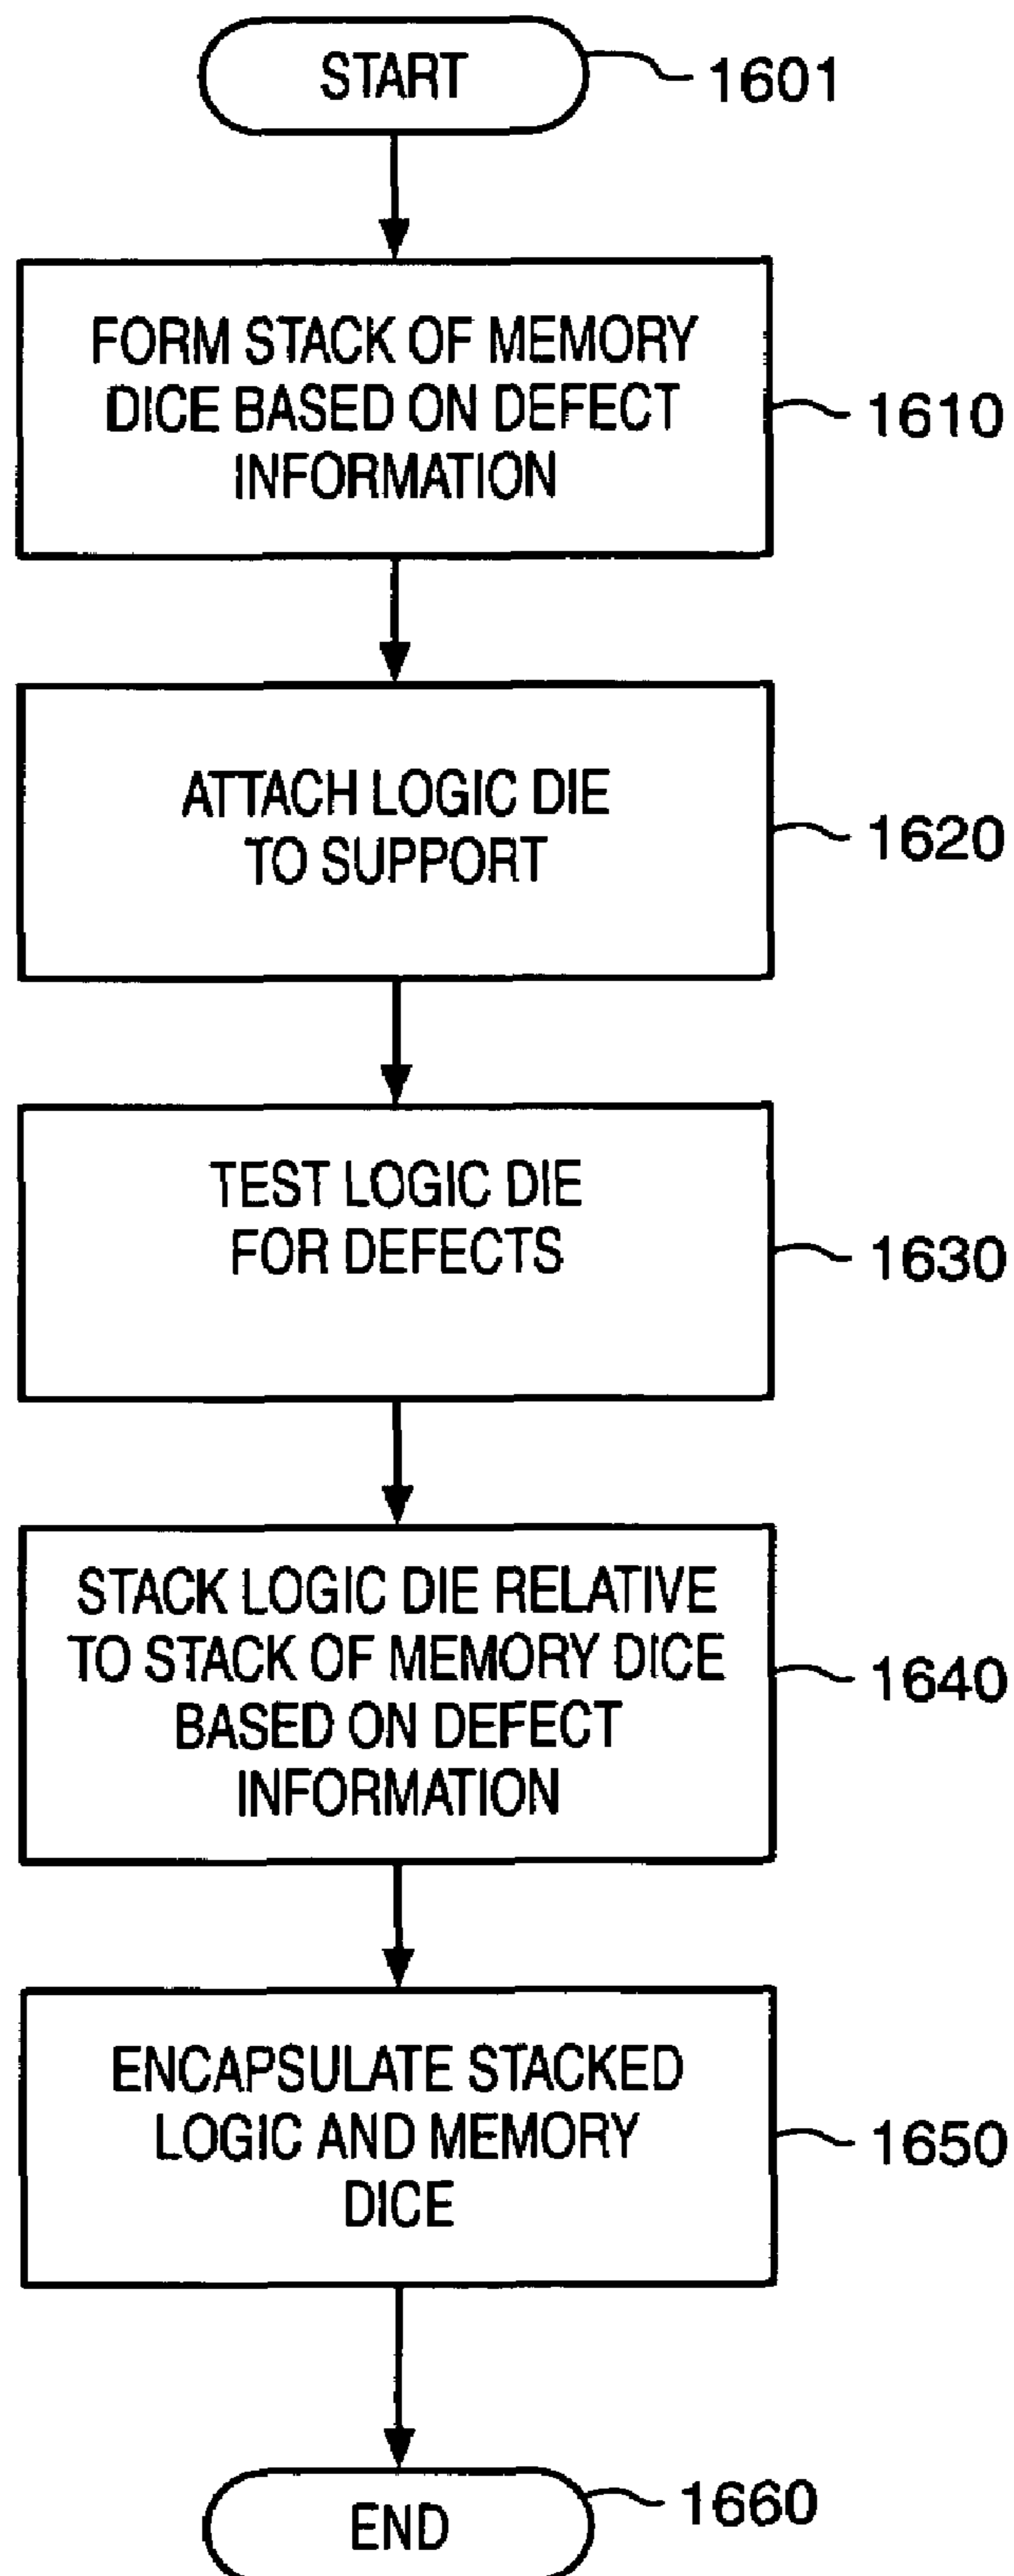 START
1601
FORM STACK OF MEMORY
DICE BASED ON DEFECT
INFORMATION
1610
ATTACH LOGIC DIE
TO SUPPORT
1620
TEST LOGIC DIE
FOR DEFECTS
1630
STACK LOGIC DIE RELATIVE
TO STACK OF MEMORY DICE
BASED ON DEFECT
INFORMATION
1640
ENCAPSULATE STACKED
LOGIC AND MEMORY
DICE
1650
END
1660